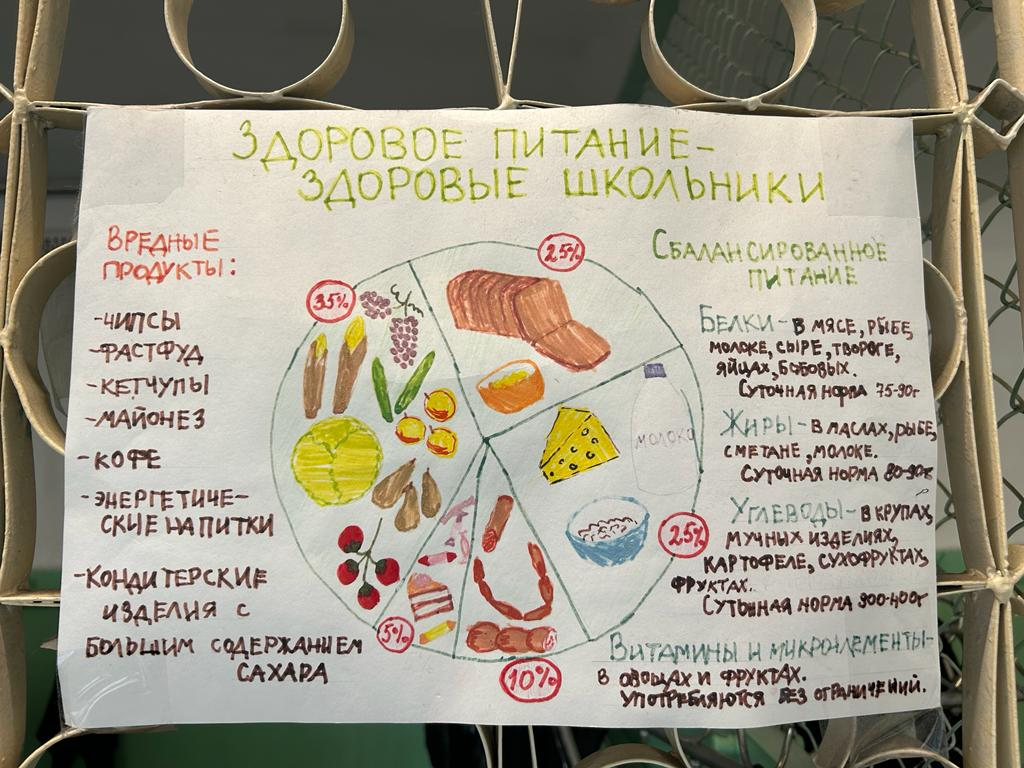 ЗДОРОВОЕ ПИТАНИЕ-
ЗДОРОВЫЕ ШКОЛЬНИКИ
ВРЕДНЫЕ
ПРОДУКТЫ:
-ЧИПСЫ
-ФАСТФУД
-КЕТЧУПЫ
-МАЙОНЕЗ
-КОФЕ
-ЭНЕРГЕТИЧЕ-
СКИЕ НАПИТКИ
-КОНДИТЕРСКИЕ
ИЗДЕЛИЯ С
БОЛЬШИМ СОДЕРЖАНИЕМ
САХАРА
35%
25%
МОЛОКО
25%
5%
10%
СБАЛАНСИРОВАННОЕ
ПИТАНИЕ
БЕЛКИ - В МЯСЕ, РЫБЕ,
МОЛОКЕ, СЫРЕ, ТВОРОГЕ,
ЯЙЦАХ, БОБОВЫХ.
СУТОЧНАЯ НОРМА 75-90г
ЖИРЫ - В МАСЛАХ, РЫБЕ,
СМЕТАНЕ, МОЛОКЕ.
СУТОЧНАЯ НОРМА 80-90г
УГЛЕВОДЫ - В КРУПАХ,
МУЧНЫХ ИЗДЕЛИЯХ,
КАРТОФЕЛЕ, СУХОФРУКТАХ,
ФРУКТАХ.
СУТОЧНАЯ НОРМА 300-400г
ВИТАМИНЫ И МИКРОЭЛЕМЕНТЫ-
В ОВОЩАХ И ФРУКТАХ.
УПОТРЕБЛЯЮТСЯ БЕЗ ОГРАНИЧЕНИЙ.